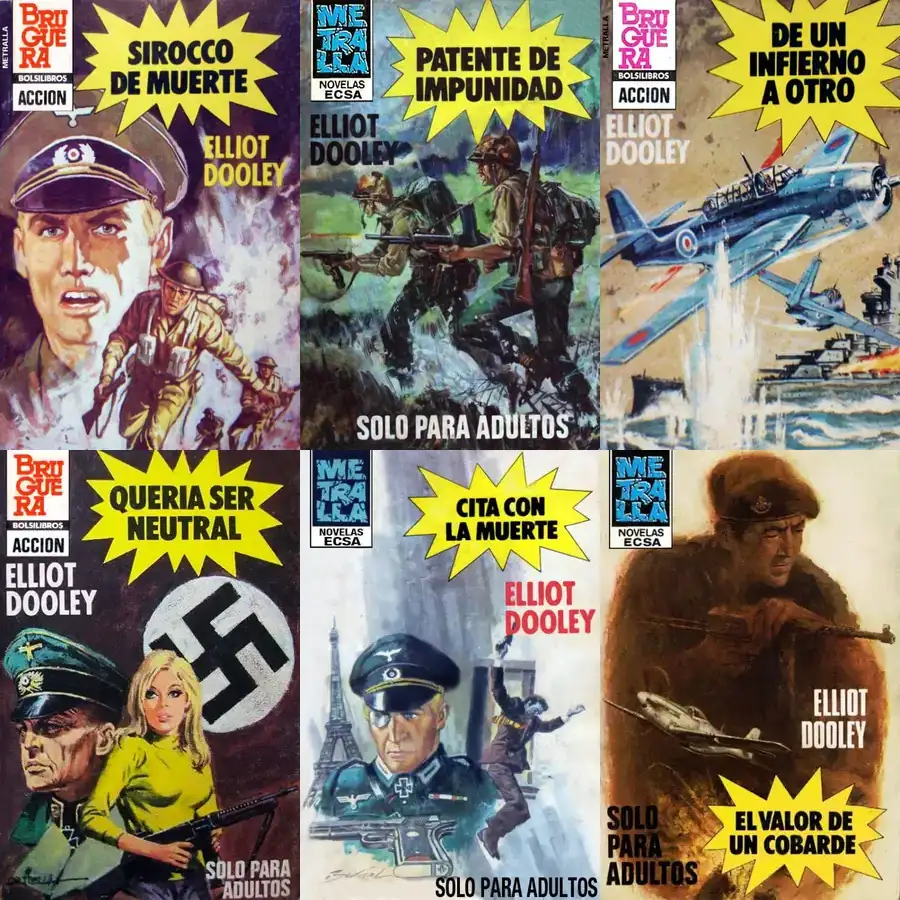 METRALLA
BRU
GUE
RA
BOLSILIBROS
ACCION
SIROCCO
DE MUERTE
ELLIOT
DOOLEY
ME
TRA
LLA
NOVELAS
ECSA
PATENTE DE
IMPUNIDAD
ELLIOT
DOOLEY
SOLO PARA ADULTOS
METRALLA
BRU
GUE
RA
BOLSILIBROS
ACCION
DE UN
INFIERNO
A OTRO
ELLIOT
DOOLEY
BRU
GUE
RA
BOLSILIBROS
ACCION
QUERIA SER
NEUTRAL
ELLIOT
DOOLEY
SOLO PARA
ADULTOS
ME
TRA
LLA
NOVELAS
ECSA
CITA CON
LA MUERTE
ELLIOT
DOOLEY
SOLO PARA ADULTOS
ME
TRA
LLA
NOVELAS
ECSA
ELLIOT
DOOLEY
SOLO
PARA
ADULTOS
EL VALOR DE
UN COBARDE